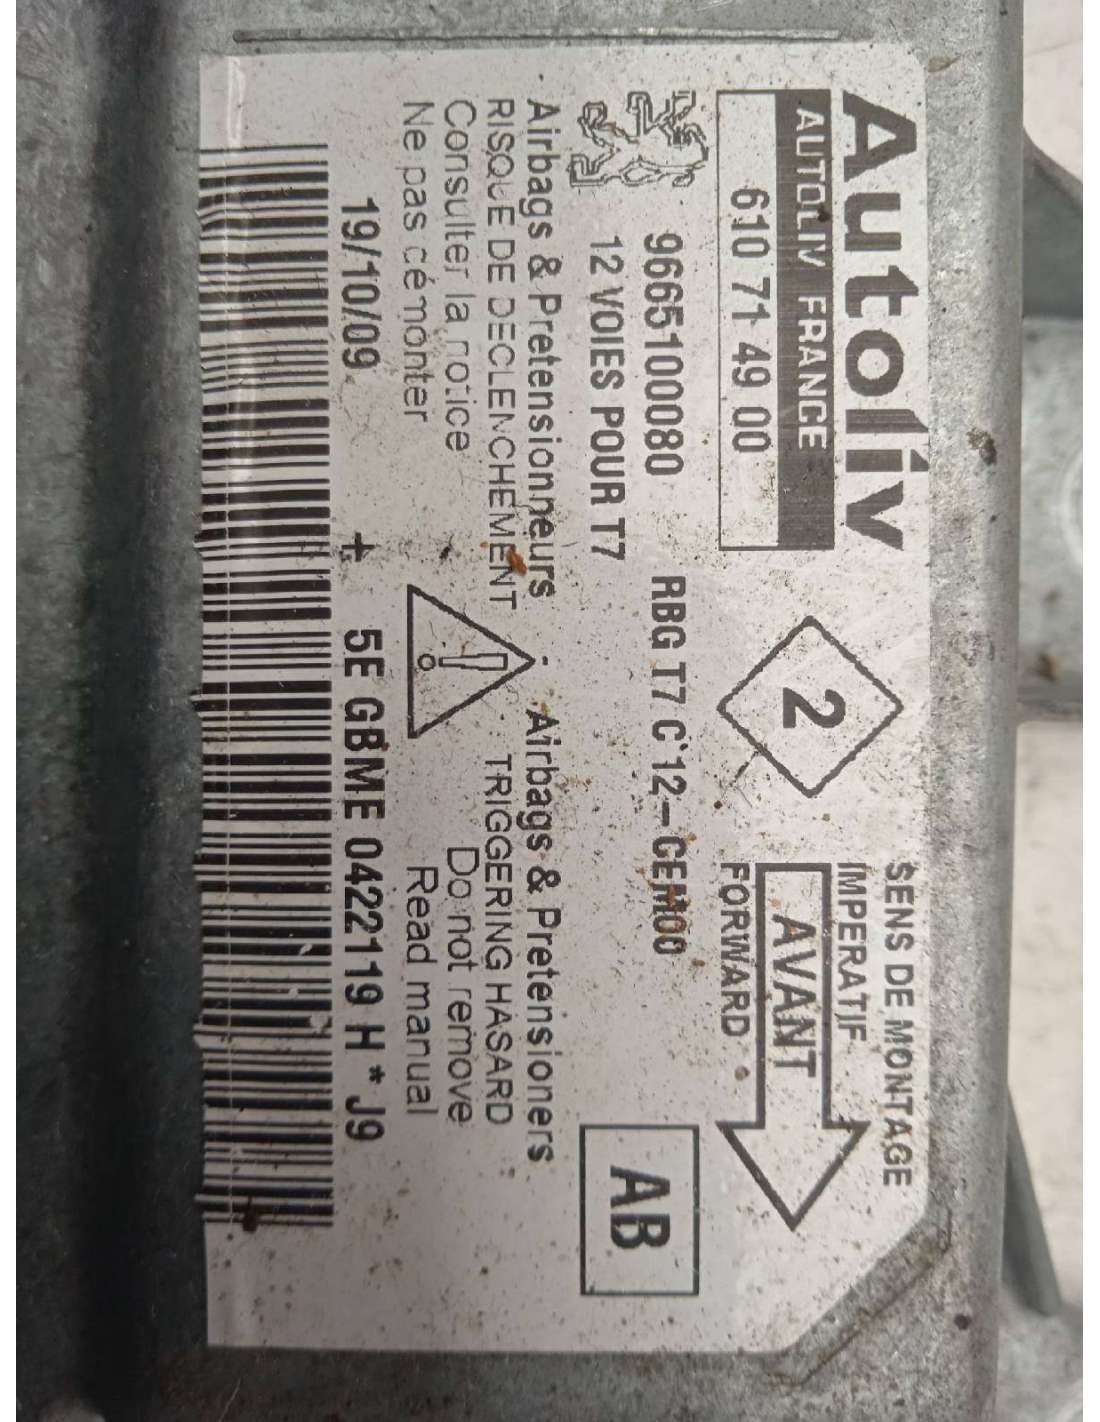 Autoliv
AUTOLIV FRANCE
610 71 49 00
2
SENS DE MONTAGE
IMPERATIF
AVANT
FORWARD
9665100080 RBG T7 C'12-CEM00
12 VOIES POUR T7
AB
Airbags & Pretensionneurs
RISQUE DE DECLENCHEMENT
Consulter la notice
Ne pas démonter
Airbags & Pretensioners
TRIGGERING HASARD
Do not remove
Read manual
19/10/09 + 5E GBME 0422119 H * J9